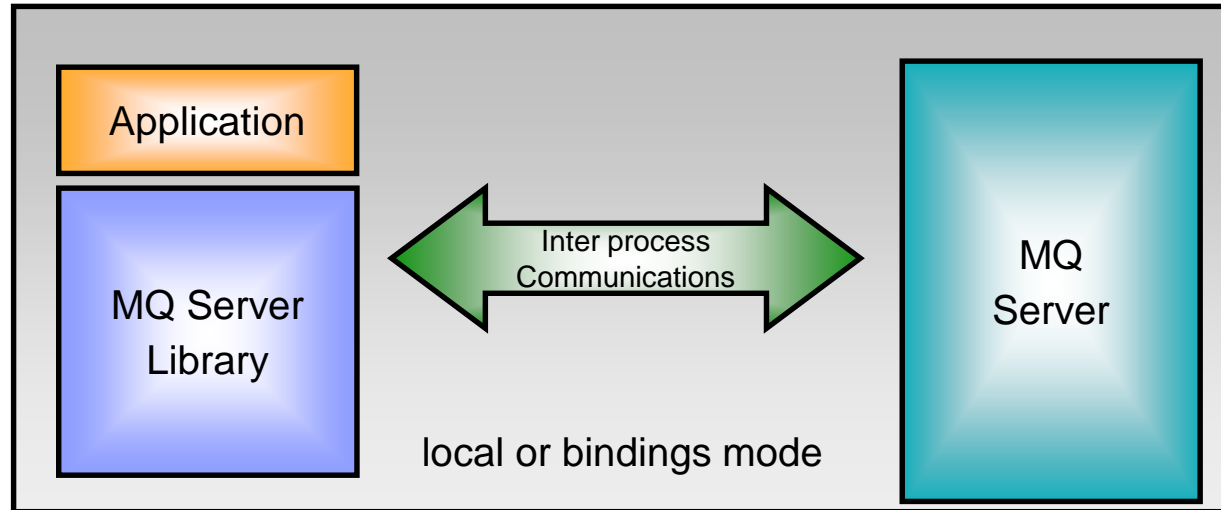 Application
MQ Server
Library
Inter process
Communications
local or bindings mode
MQ
Server